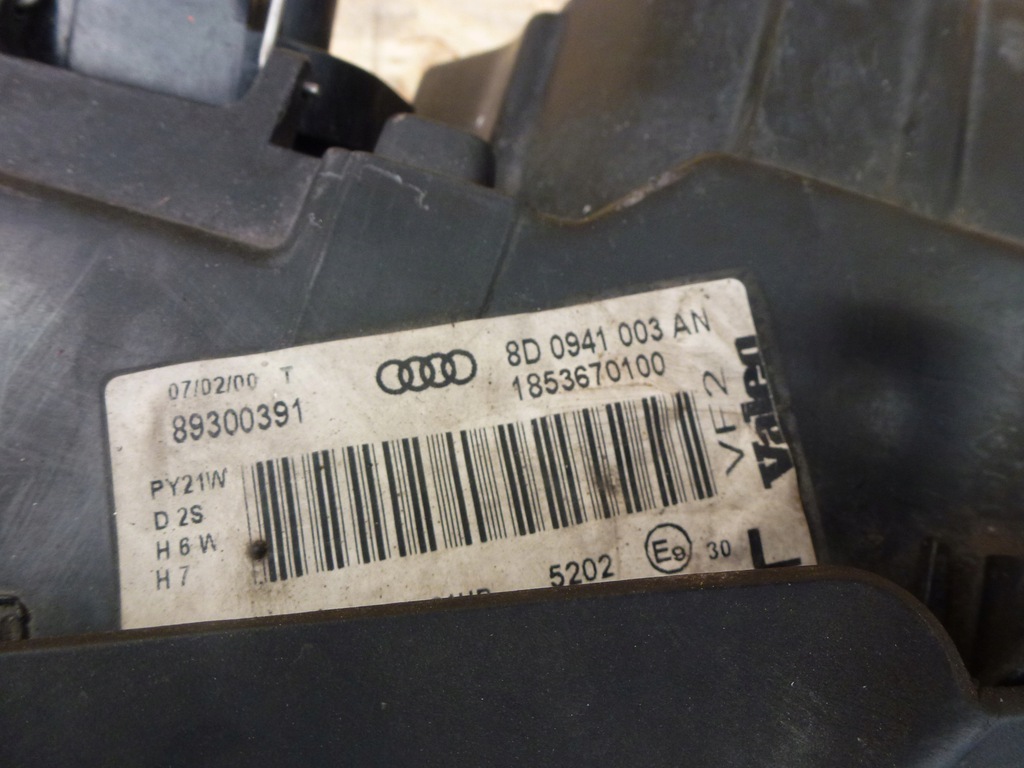 07/02/00 T
89300391
8D 0941 003 AN
1853670100
PY21W
D 2S
H 6 W
H 7
VF2
Valeo
5202
E9
30
L